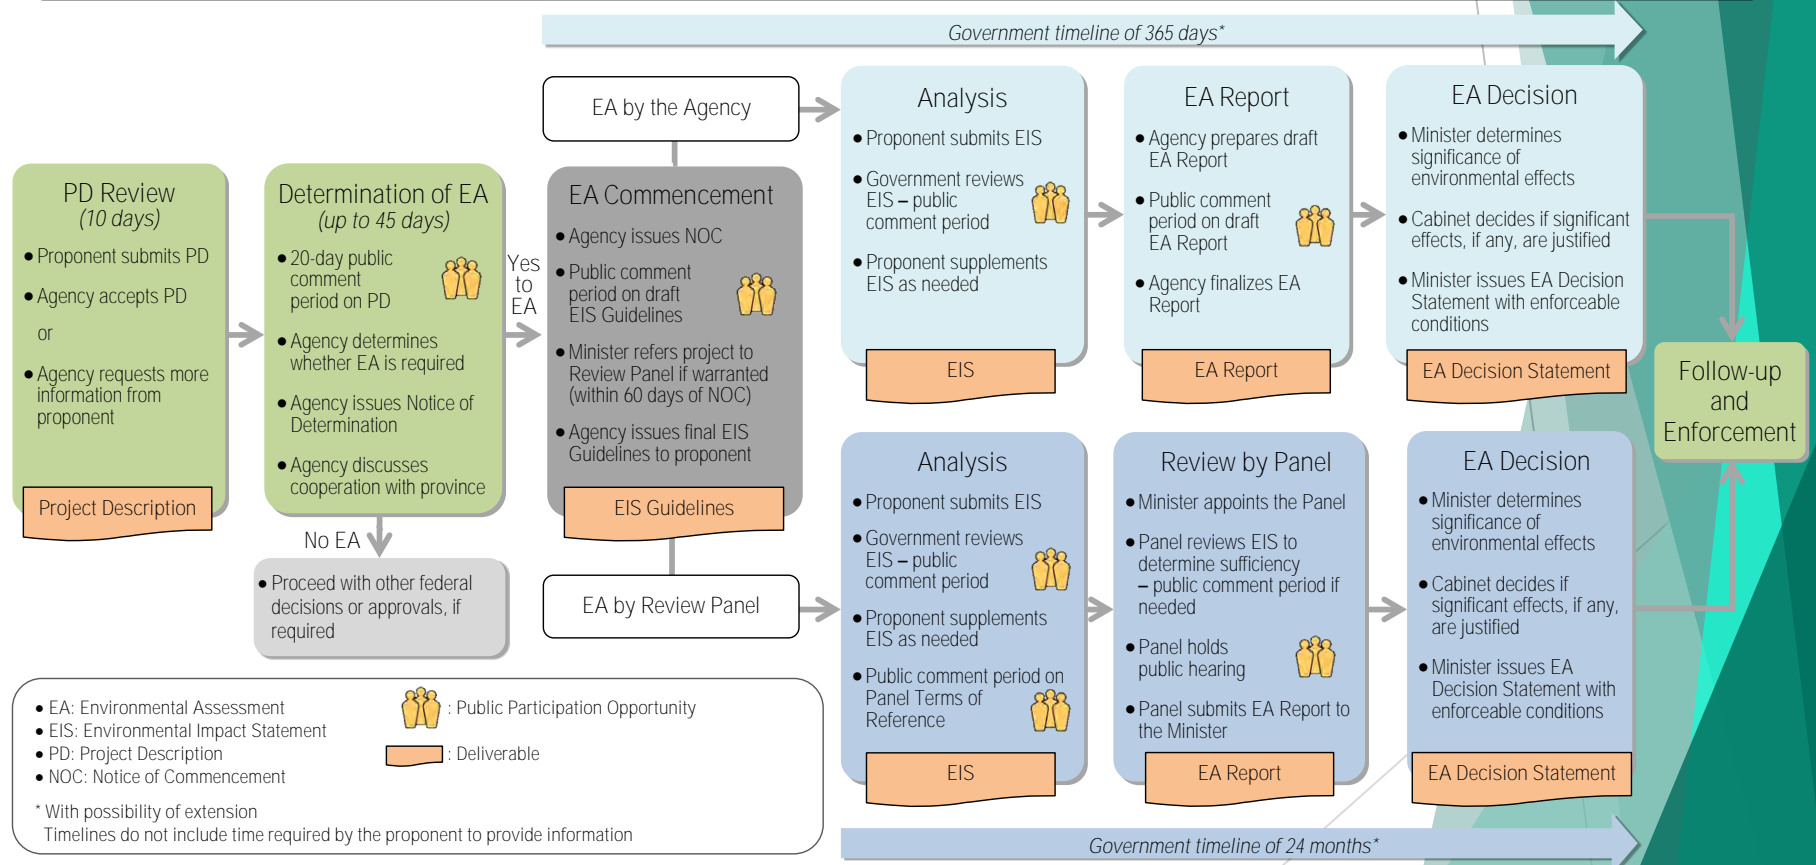 Government timeline of 365 days*
PD Review
(10 days)
• Proponent submits PD
• Agency accepts PD
or
• Agency requests more
information from
proponent
Project Description
Determination of EA
(up to 45 days)
• 20-day public
comment
period on PD
• Agency determines
whether EA is required
• Agency issues Notice of
Determination
• Agency discusses
cooperation with province
No EA
• Proceed with other federal
decisions or approvals, if
required
Yes
to
EA
EA by the Agency
EA Commencement
• Agency issues NOC
• Public comment
period on draft
EIS Guidelines
• Minister refers project to
Review Panel if warranted
(within 60 days of NOC)
• Agency issues final EIS
Guidelines to proponent
EIS Guidelines
EA by Review Panel
Analysis
• Proponent submits EIS
• Government reviews
EIS – public
comment period
• Proponent supplements
EIS as needed
EIS
EA Report
• Agency prepares draft
EA Report
• Public comment
period on draft
EA Report
• Agency finalizes EA
Report
EA Report
EA Decision
• Minister determines
significance of
environmental effects
• Cabinet decides if significant
effects, if any, are justified
• Minister issues EA Decision
Statement with enforceable
conditions
EA Decision Statement
Analysis
• Proponent submits EIS
• Government reviews
EIS – public
comment period
• Proponent supplements
EIS as needed
• Public comment period on
Panel Terms of
Reference
EIS
Review by Panel
• Minister appoints the Panel
• Panel reviews EIS to
determine sufficiency
– public comment period if
needed
• Panel holds
public hearing
• Panel submits EA Report to
the Minister
EA Report
EA Decision
• Minister determines
significance of
environmental effects
• Cabinet decides if
significant effects, if any,
are justified
• Minister issues EA
Decision Statement with
enforceable conditions
EA Decision Statement
Follow-up
and
Enforcement
• EA: Environmental Assessment
• EIS: Environmental Impact Statement
• PD: Project Description
• NOC: Notice of Commencement
: Public Participation Opportunity
: Deliverable
* With possibility of extension
Timelines do not include time required by the proponent to provide information
Government timeline of 24 months*